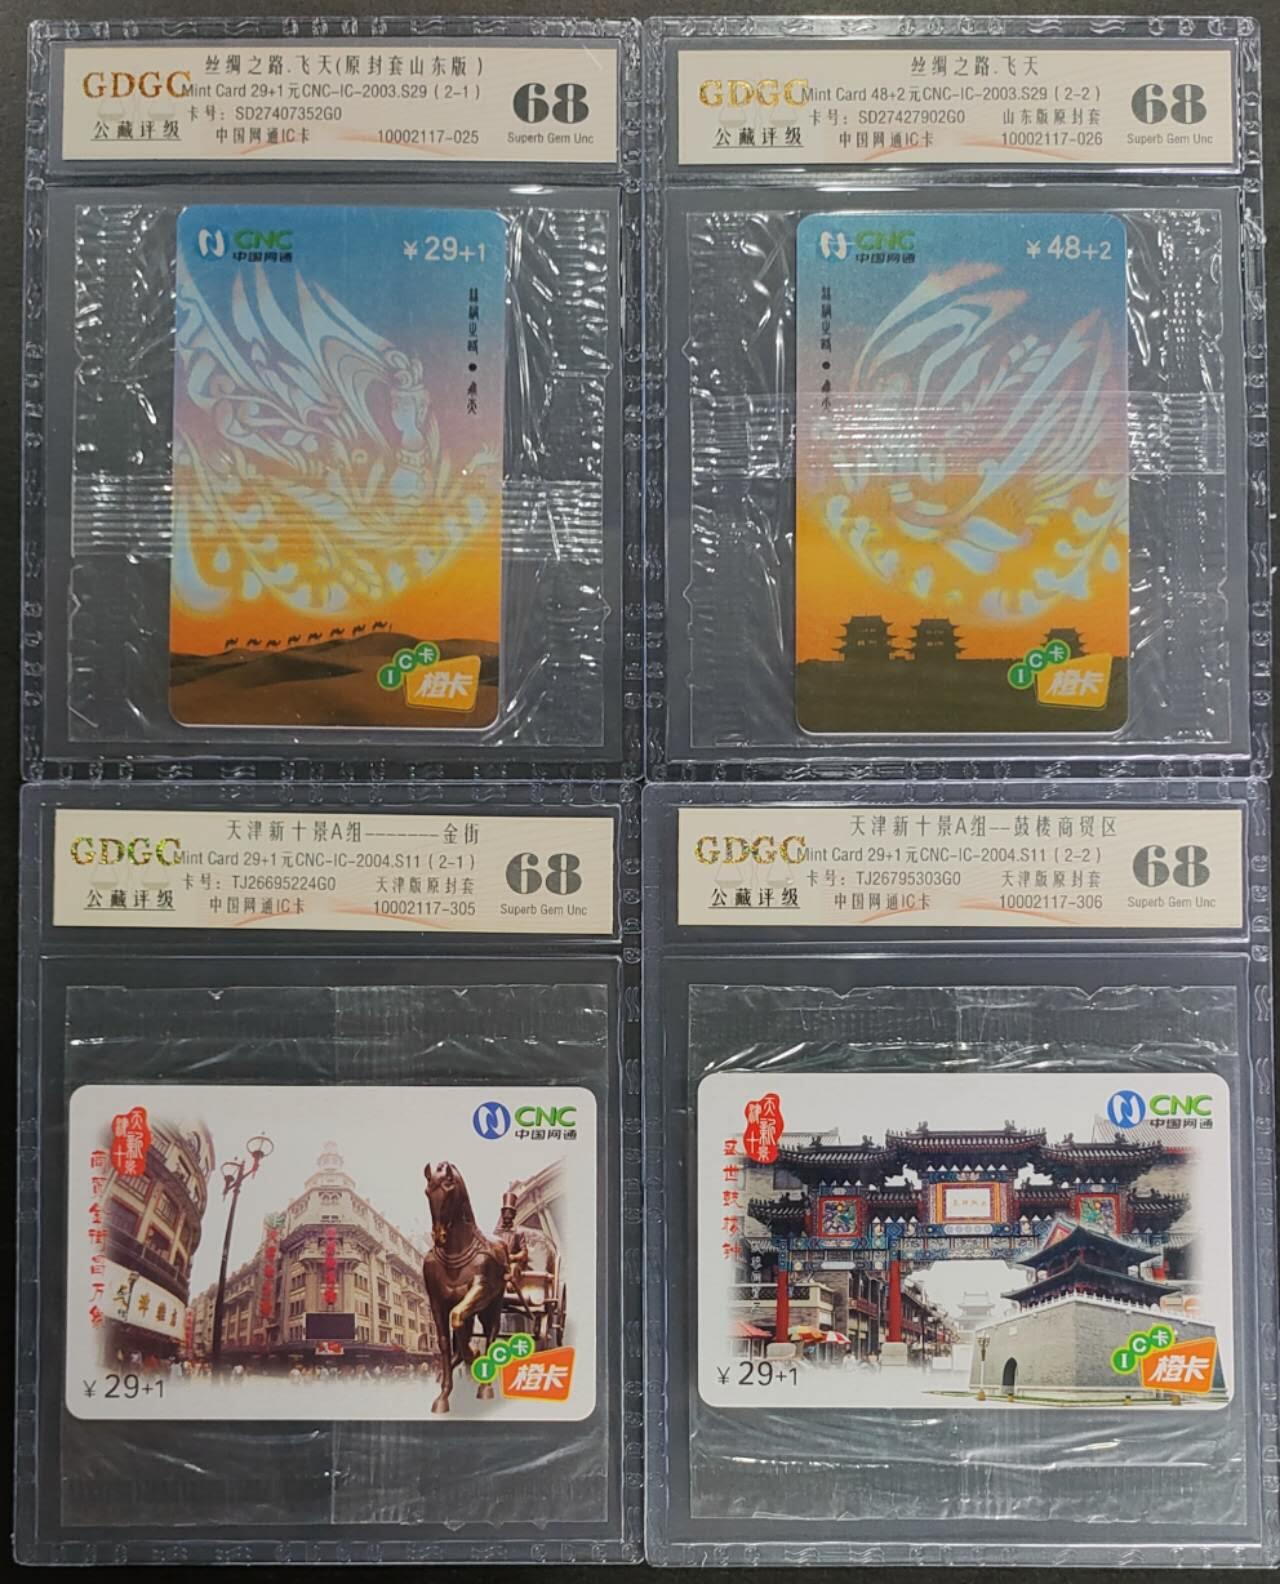 GDGC
公藏评级
丝绸之路.飞天(原封套山东版)
Mint Card 29+1元CNC-IC-2003.S29 (2-1)
卡号: SD27407352G0
中国网通IC卡 10002117-025
68
Superb Gem Unc
CNC
中国网通
¥29+1
IC卡
橙卡
GDGC
公藏评级
丝绸之路.飞天
Mint Card 48+2元CNC-IC-2003.S29 (2-2)
卡号: SD27427902G0 山东版原封套
中国网通IC卡 10002117-026
68
Superb Gem Unc
CNC
中国网通
¥48+2
IC卡
橙卡
GDGC
公藏评级
天津新十景A组-------金街
Mint Card 29+1元CNC-IC-2004.S11 (2-1)
卡号: TJ26695224G0 天津版原封套
中国网通IC卡 10002117-305
68
Superb Gem Unc
天津新十景
CNC
中国网通
¥29+1
IC卡
橙卡
GDGC
公藏评级
天津新十景A组--鼓楼商贸区
Mint Card 29+1元CNC-IC-2004.S11 (2-2)
卡号: TJ26795303G0 天津版原封套
中国网通IC卡 10002117-306
68
Superb Gem Unc
天津新十景
CNC
中国网通
¥29+1
IC卡
橙卡